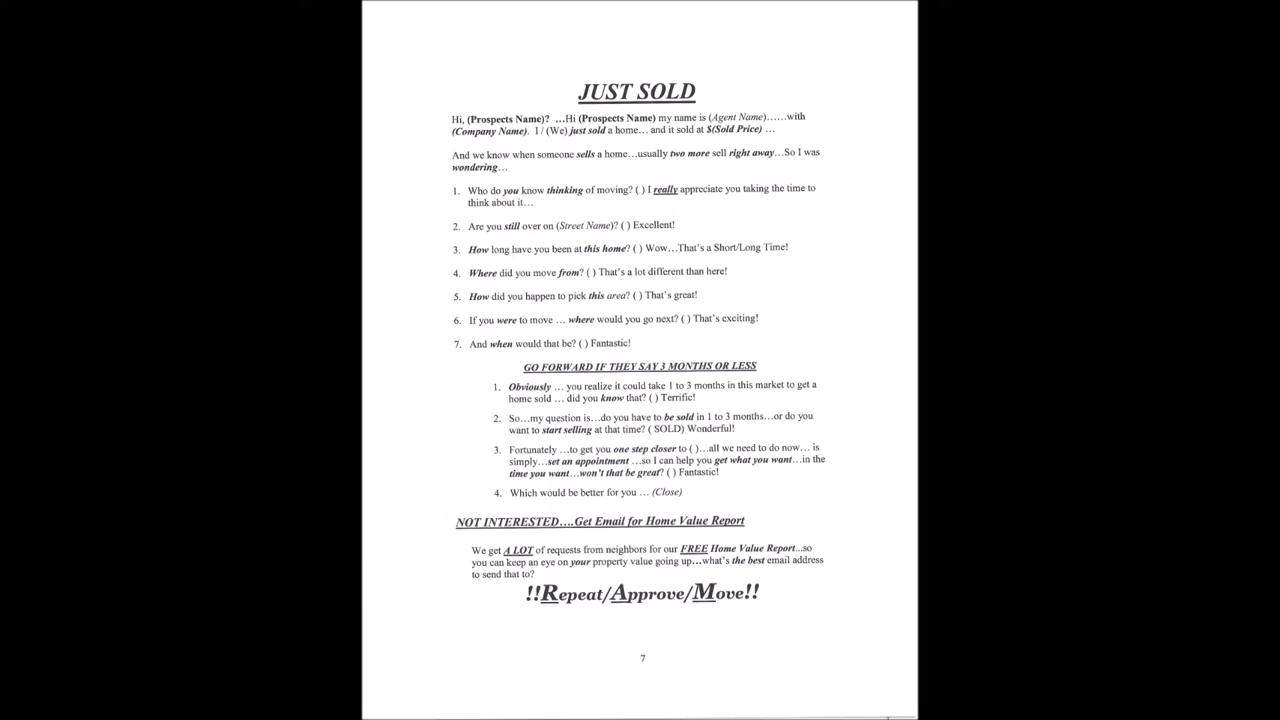 JUST SOLD
Hi, (Prospects Name)? …Hi (Prospects Name) my name is (Agent Name)……with
(Company Name). I / (We) just sold a home… and it sold at $(Sold Price) …
And we know when someone sells a home…usually two more sell right away…So I was
wondering…
1. Who do you know thinking of moving? ( ) I really appreciate you taking the time to
think about it…
2. Are you still over on (Street Name)? ( ) Excellent!
3. How long have you been at this home? ( ) Wow…That's a Short/Long Time!
4. Where did you move from? ( ) That's a lot different than here!
5. How did you happen to pick this area? ( ) That's great!
6. If you were to move … where would you go next? ( ) That's exciting!
7. And when would that be? ( ) Fantastic!
GO FORWARD IF THEY SAY 3 MONTHS OR LESS
1. Obviously … you realize it could take 1 to 3 months in this market to get a
home sold … did you know that? ( ) Terrific!
2. So…my question is…do you have to be sold in 1 to 3 months…or do you
want to start selling at that time? ( SOLD) Wonderful!
3. Fortunately …to get you one step closer to ( )…all we need to do now… is
simply…set an appointment …so I can help you get what you want…in the
time you want…won't that be great? ( ) Fantastic!
4. Which would be better for you … (Close)
NOT INTERESTED….Get Email for Home Value Report
We get A LOT of requests from neighbors for our FREE Home Value Report...so
you can keep an eye on your property value going up…what's the best email address
to send that to?
!!Repeat/Approve/Move!!
7